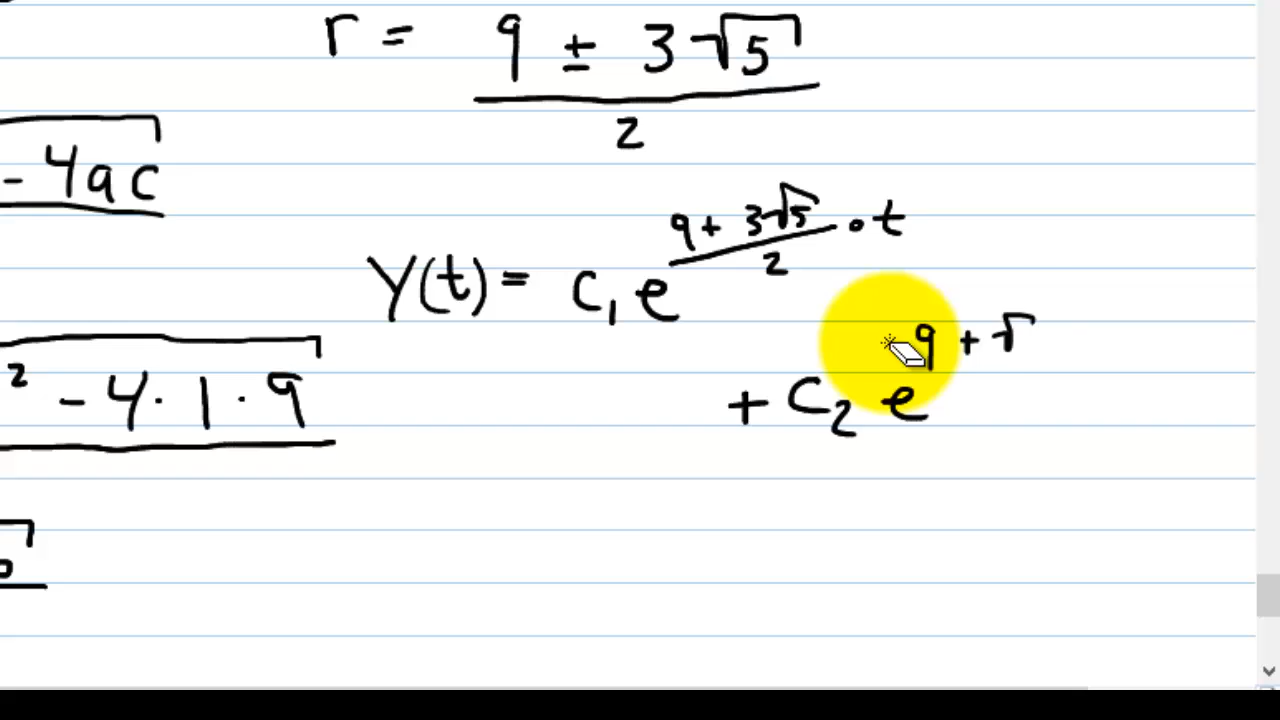 r = (9 ± 3√5)/2
- 4ac
y(t) = c₁ e^((9 + 3√5)/2 · t)
+ c₂ e^(9 + √
² - 4 · 1 · 9